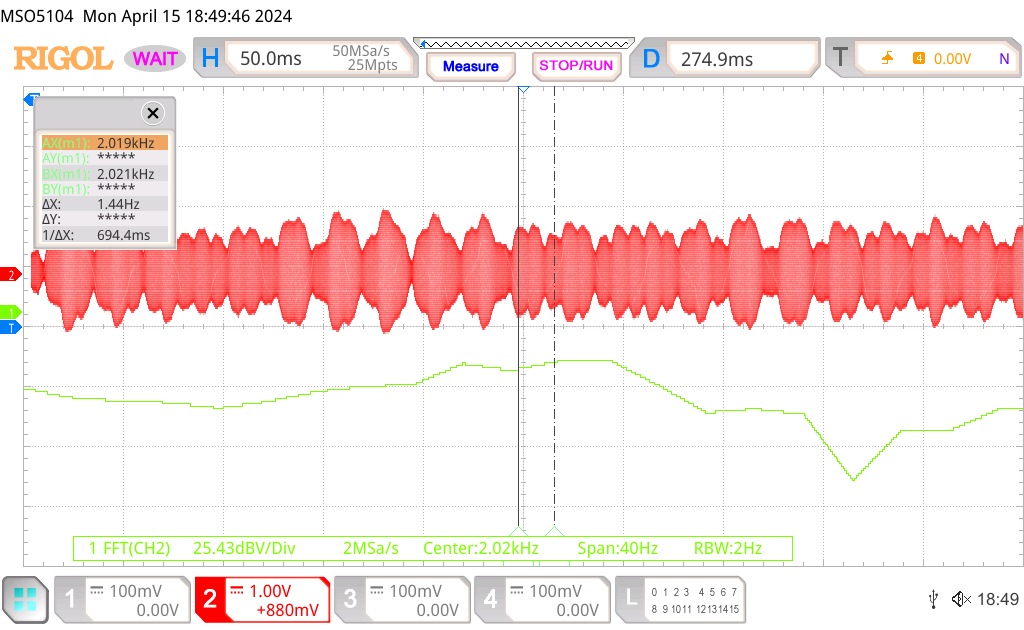 MSO5104 Mon April 15 18:49:46 2024
RIGOL WAIT H 50.0ms 50MSa/s 25Mpts Measure STOP/RUN D 274.9ms T 4 0.00V N
T
AX(m1): 2.019kHz
AY(m1): *****
BX(m1): 2.021kHz
BY(m1): *****
ΔX: 1.44Hz
ΔY: *****
1/ΔX: 694.4ms
2
1
T
1 FFT(CH2) 25.43dBV/Div 2MSa/s Center:2.02kHz Span:40Hz RBW:2Hz
1 100mV 0.00V
2 1.00V +880mV
3 100mV 0.00V
4 100mV 0.00V
L 0 1 2 3 4 5 6 7
8 9 10 11 12 13 14 15
18:49